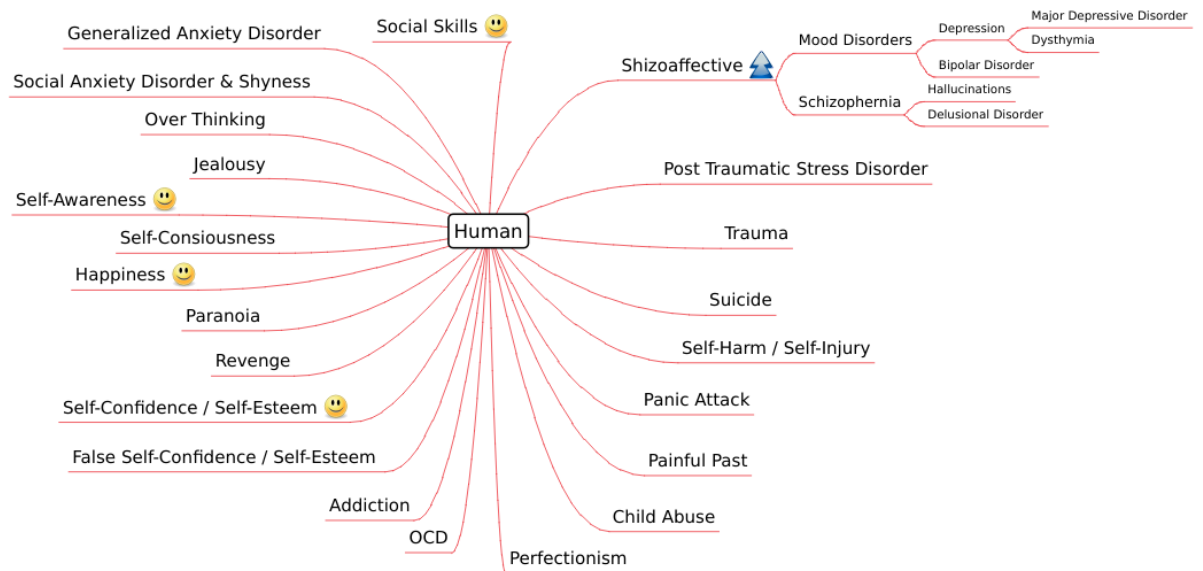 Generalized Anxiety Disorder
Social Anxiety Disorder & Shyness
Over Thinking
Jealousy
Self-Awareness
Self-Consiousness
Happiness
Paranoia
Revenge
Self-Confidence / Self-Esteem
False Self-Confidence / Self-Esteem
Addiction
OCD
Social Skills
Human
Perfectionism
Shizoaffective
Mood Disorders
Depression
Major Depressive Disorder
Dysthymia
Bipolar Disorder
Schizophernia
Hallucinations
Delusional Disorder
Post Traumatic Stress Disorder
Trauma
Suicide
Self-Harm / Self-Injury
Panic Attack
Painful Past
Child Abuse